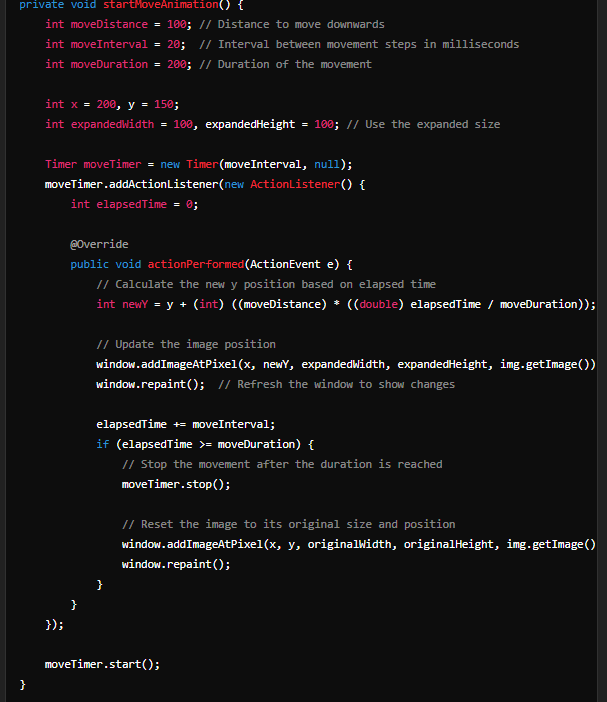 private void startMoveAnimation() {
    int moveDistance = 100; // Distance to move downwards
    int moveInterval = 20;  // Interval between movement steps in milliseconds
    int moveDuration = 200; // Duration of the movement

    int x = 200, y = 150;
    int expandedWidth = 100, expandedHeight = 100; // Use the expanded size

    Timer moveTimer = new Timer(moveInterval, null);
    moveTimer.addActionListener(new ActionListener() {
        int elapsedTime = 0;

        @Override
        public void actionPerformed(ActionEvent e) {
            // Calculate the new y position based on elapsed time
            int newY = y + (int) ((moveDistance) * ((double) elapsedTime / moveDuration));

            // Update the image position
            window.addImageAtPixel(x, newY, expandedWidth, expandedHeight, img.getImage())
            window.repaint();  // Refresh the window to show changes

            elapsedTime += moveInterval;
            if (elapsedTime >= moveDuration) {
                // Stop the movement after the duration is reached
                moveTimer.stop();

                // Reset the image to its original size and position
                window.addImageAtPixel(x, y, originalWidth, originalHeight, img.getImage()
                window.repaint();
            }
        }
    });

    moveTimer.start();
}